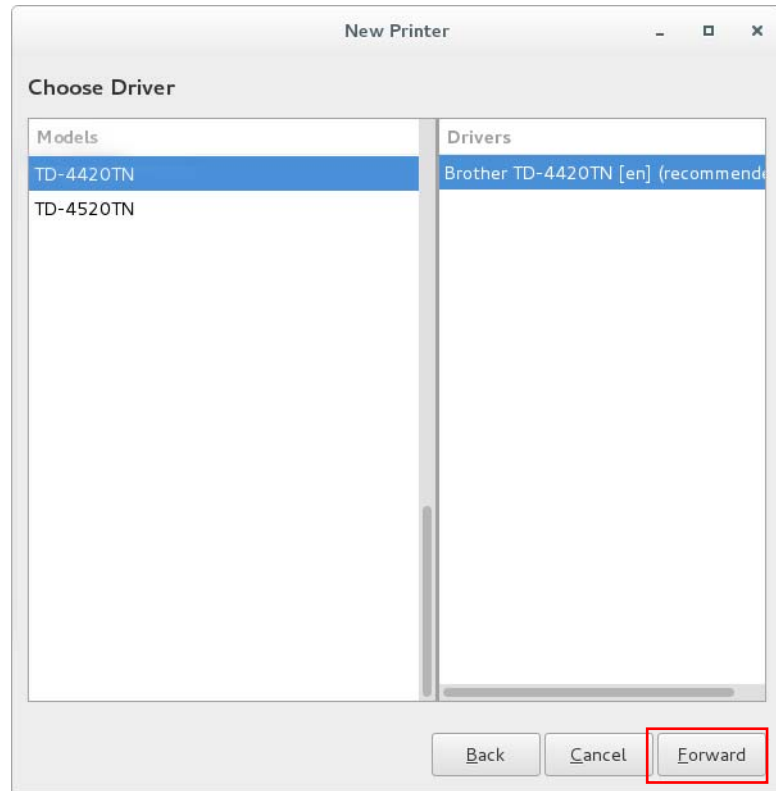 New Printer
Choose Driver
Models
TD-4420TN
TD-4520TN
Drivers
Brother TD-4420TN [en] (recommende
Back
Cancel
Forward